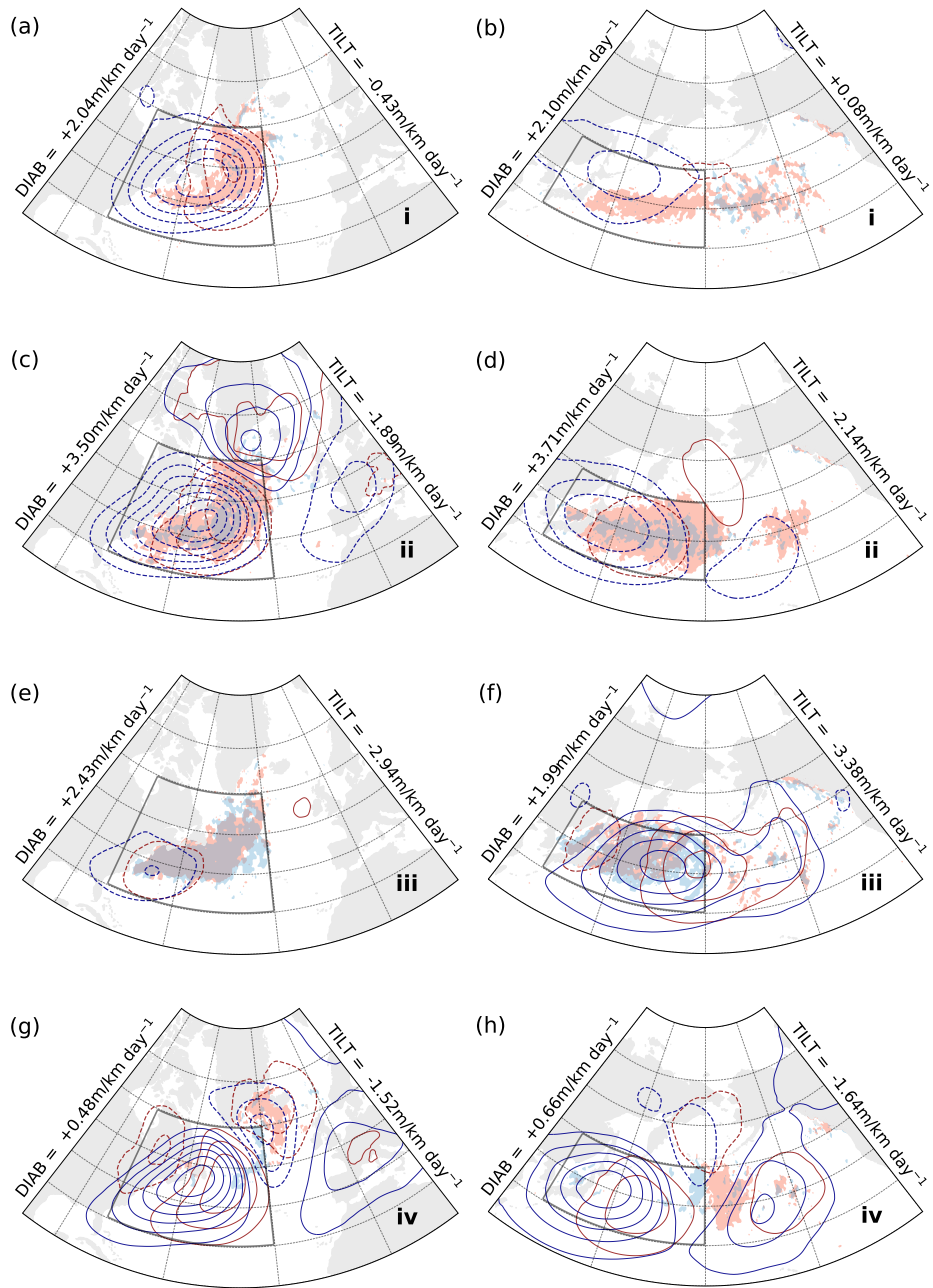 (a)
DIAB = +2.04m/km day⁻¹
TILT = -0.43m/km day⁻¹
i
(b)
DIAB = +2.10m/km day⁻¹
TILT = +0.08m/km day⁻¹
i
(c)
DIAB = +3.50m/km day⁻¹
TILT = -1.89m/km day⁻¹
ii
(d)
DIAB = +3.71m/km day⁻¹
TILT = -2.14m/km day⁻¹
ii
(e)
DIAB = +2.43m/km day⁻¹
TILT = -2.94m/km day⁻¹
iii
(f)
DIAB = +1.99m/km day⁻¹
TILT = -3.38m/km day⁻¹
iii
(g)
DIAB = +0.48m/km day⁻¹
TILT = -1.52m/km day⁻¹
iv
(h)
DIAB = +0.66m/km day⁻¹
TILT = -1.64m/km day⁻¹
iv